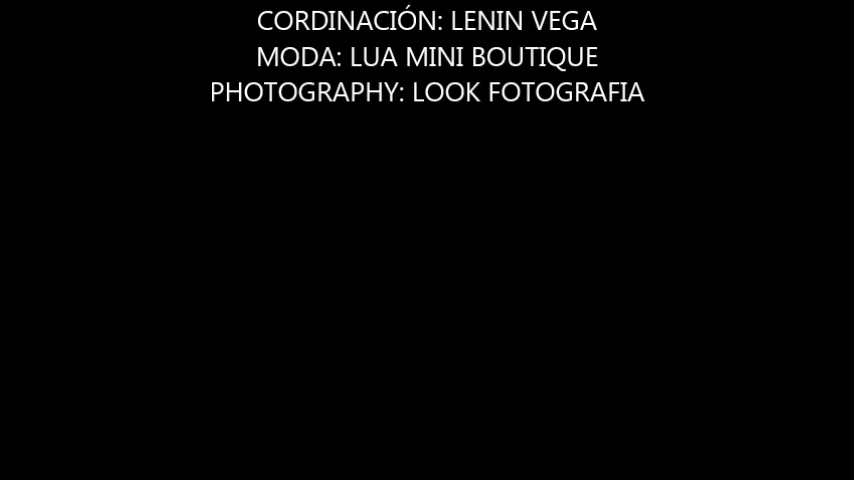 CORDINACIÓN: LENIN VEGA
MODA: LUA MINI BOUTIQUE
PHOTOGRAPHY: LOOK FOTOGRAFIA